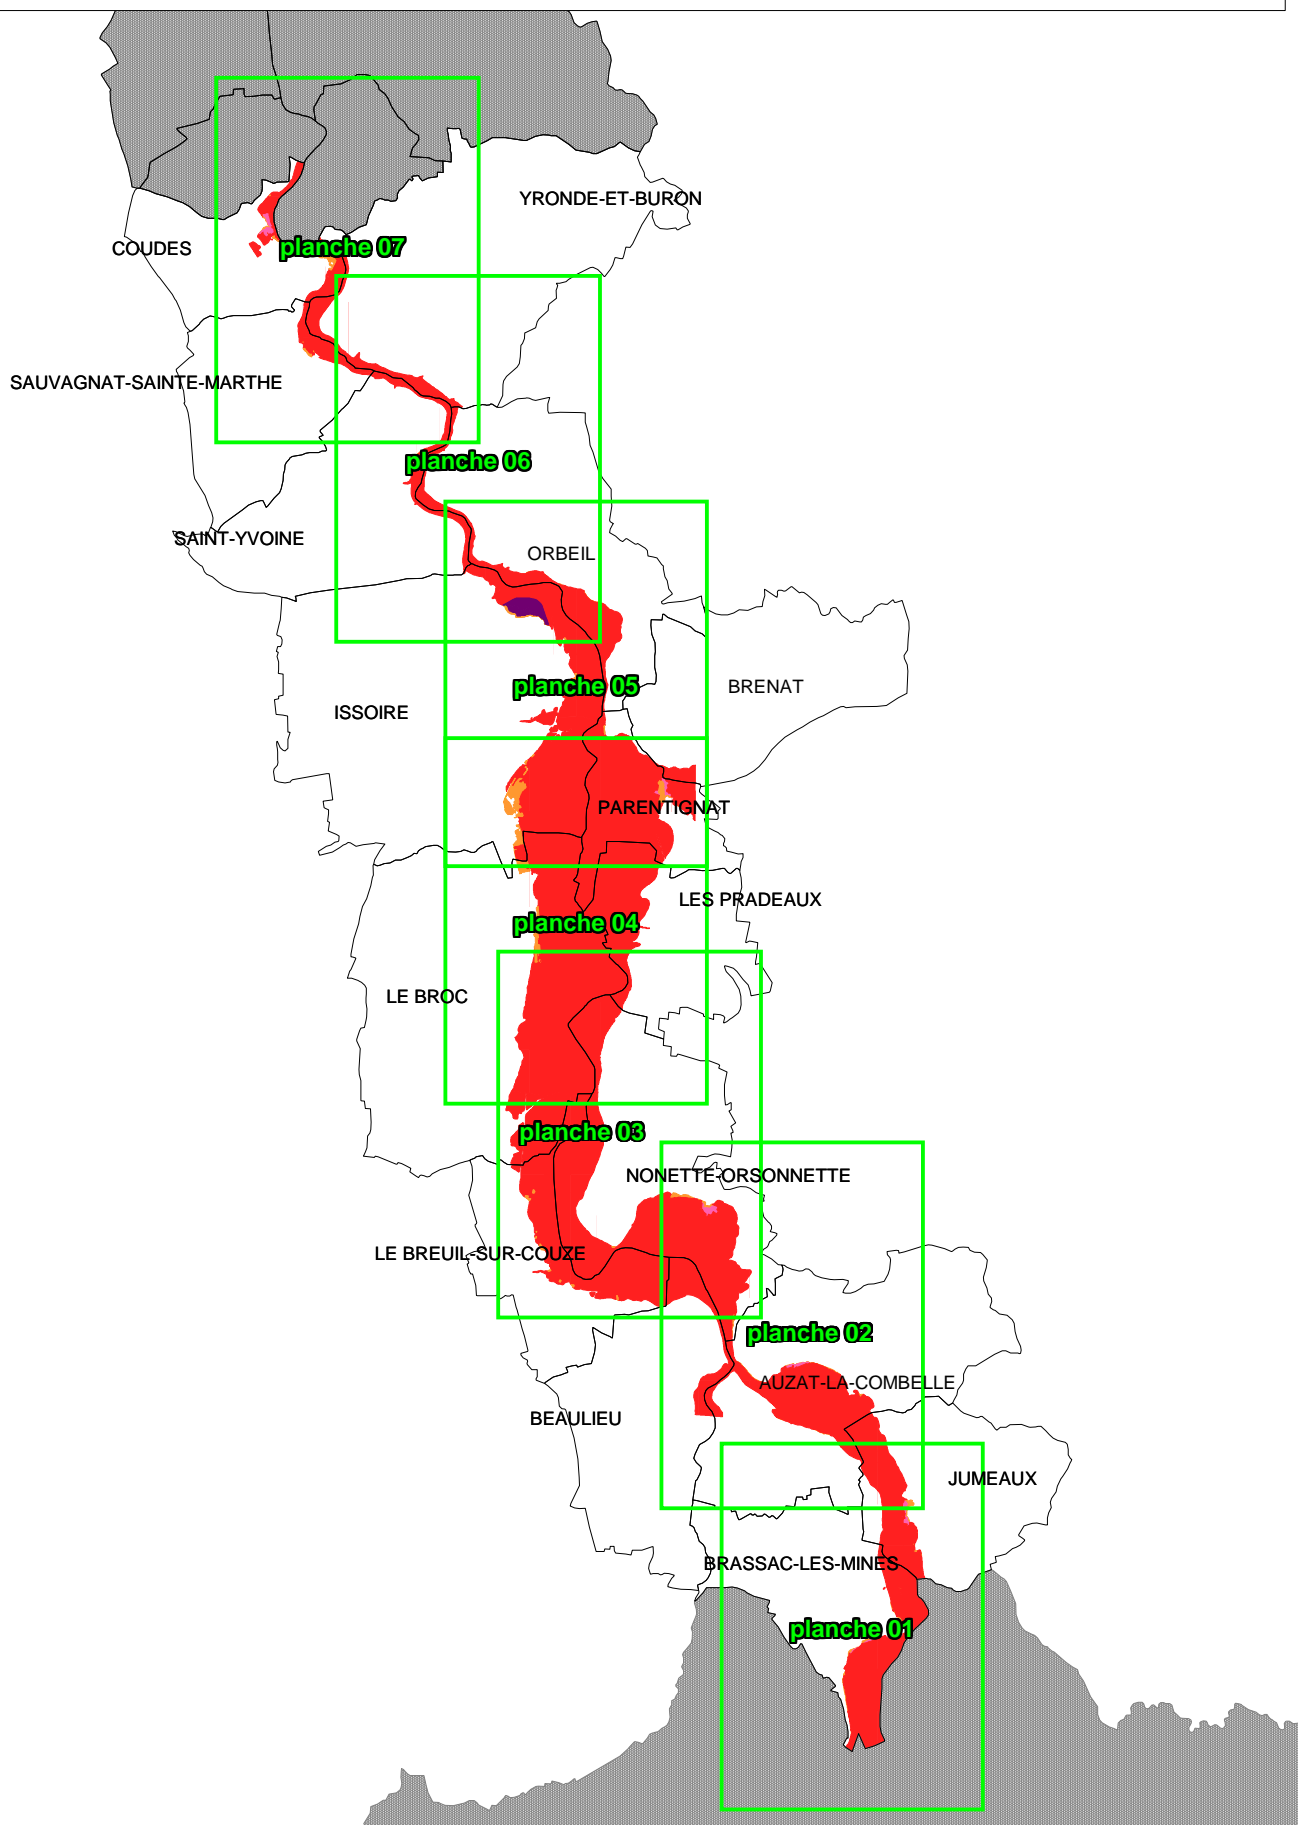 YRONDE-ET-BURON
COUDES
planche 07
SAUVAGNAT-SAINTE-MARTHE
planche 06
SAINT-YVOINE
ORBEIL
planche 05
BRENAT
ISSOIRE
PARENTIGNAT
LES PRADEAUX
planche 04
LE BROC
planche 03
NONETTE-ORSONNETTE
LE BREUIL-SUR-COUZE
planche 02
AUZAT-LA-COMBELLE
BEAULIEU
JUMEAUX
BRASSAC-LES-MINES
planche 01